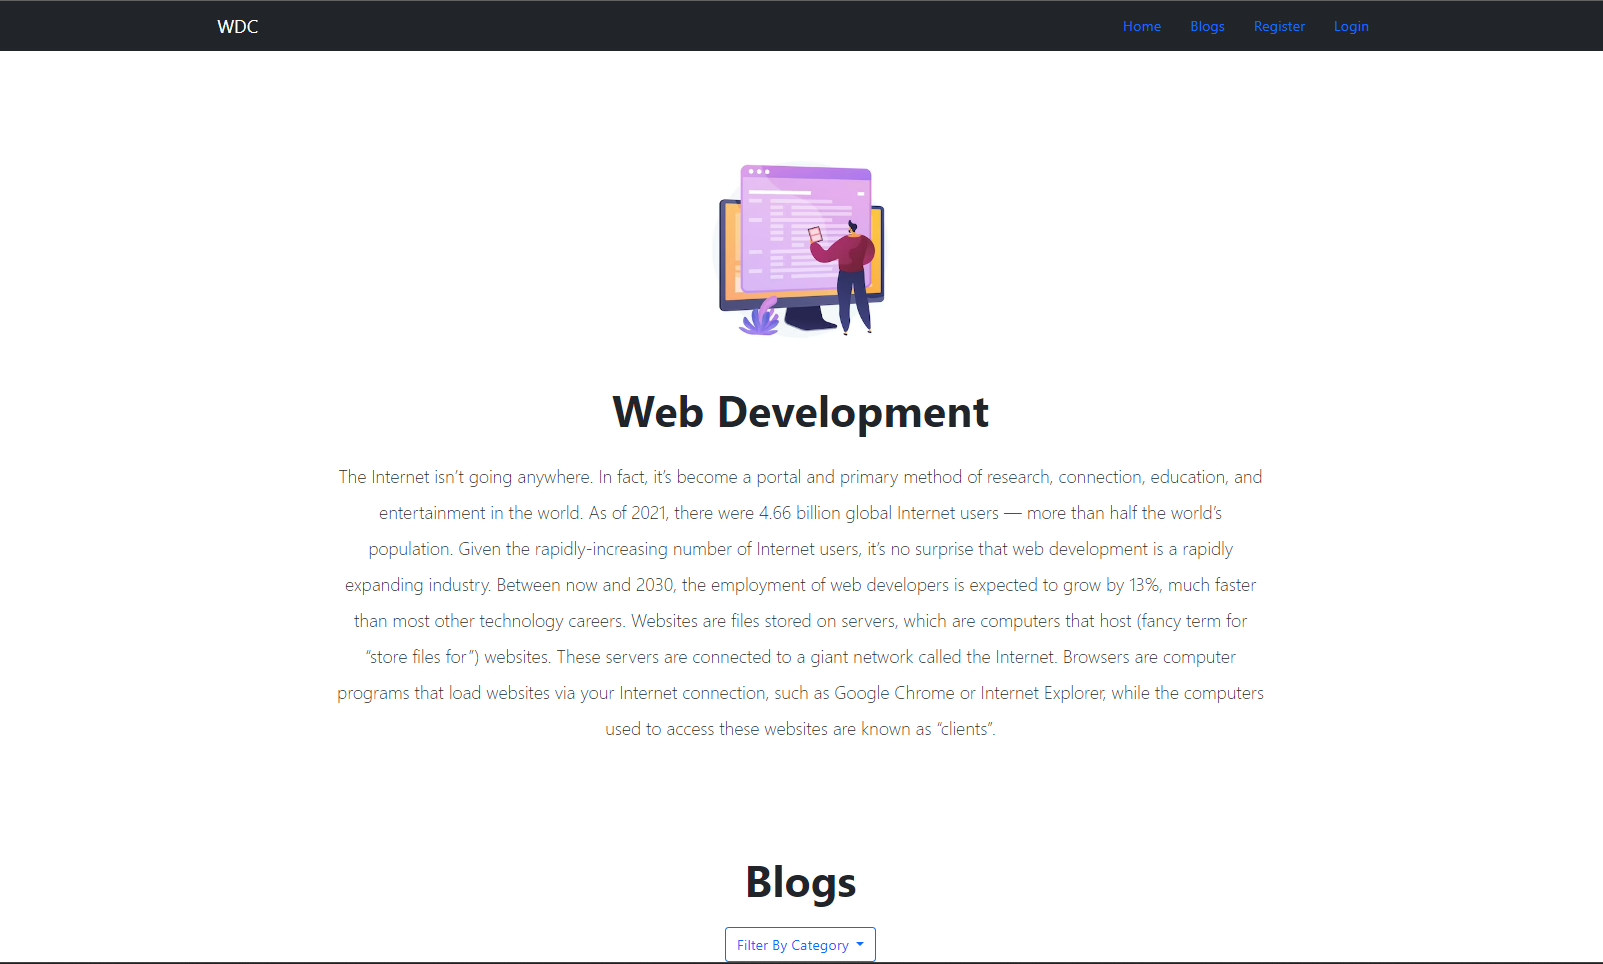 WDC
Home Blogs Register Login
Web Development
The Internet isn’t going anywhere. In fact, it’s become a portal and primary method of research, connection, education, and
entertainment in the world. As of 2021, there were 4.66 billion global Internet users — more than half the world’s
population. Given the rapidly-increasing number of Internet users, it’s no surprise that web development is a rapidly
expanding industry. Between now and 2030, the employment of web developers is expected to grow by 13%, much faster
than most other technology careers. Websites are files stored on servers, which are computers that host (fancy term for
“store files for”) websites. These servers are connected to a giant network called the Internet. Browsers are computer
programs that load websites via your Internet connection, such as Google Chrome or Internet Explorer, while the computers
used to access these websites are known as “clients”.
Blogs
Filter By Category